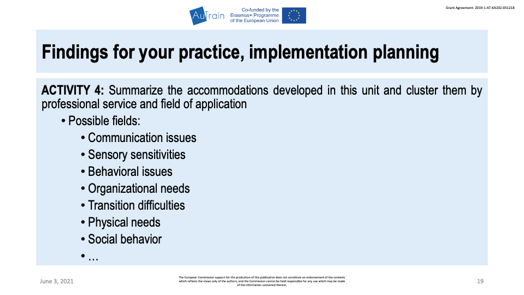 Grant Agreement: 2019-1-AT-KA202-051218
AuTrain
Co-funded by the
Erasmus+ Programme
of the European Union
Findings for your practice, implementation planning
ACTIVITY 4: Summarize the accommodations developed in this unit and cluster them by
professional service and field of application
• Possible fields:
• Communication issues
• Sensory sensitivities
• Behavioral issues
• Organizational needs
• Transition difficulties
• Physical needs
• Social behavior
• …
June 3, 2021
The European Commission support for the production of this publication does not constitute an endorsement of the contents
which reflects the views only of the authors, and the Commission cannot be held responsible for any use which may be made
of the information contained therein.
19